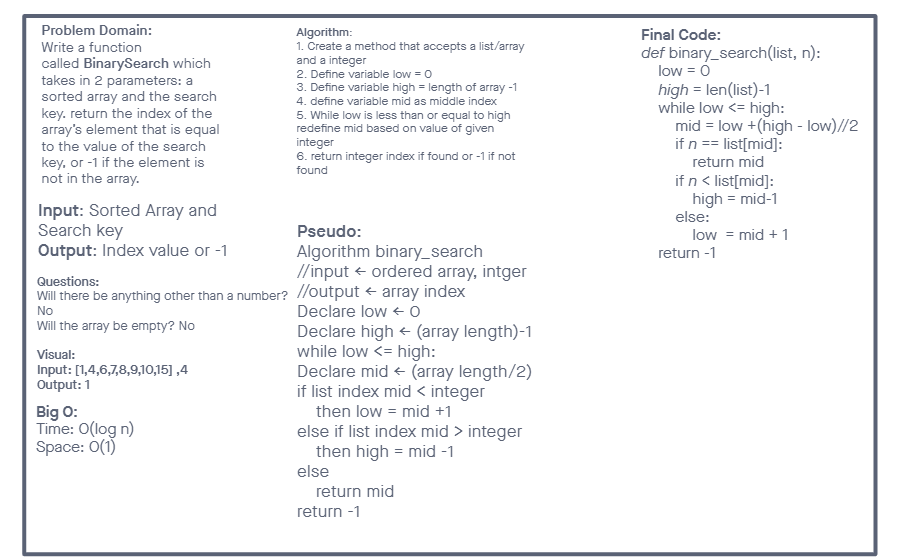 Problem Domain:
Write a function
called BinarySearch which
takes in 2 parameters: a
sorted array and the search
key. return the index of the
array's element that is equal
to the value of the search
key, or -1 if the element is
not in the array.
Input: Sorted Array and
Search key
Output: Index value or -1
Questions:
Will there be anything other than a number?
No
Will the array be empty? No
Visual:
Input: [1,4,6,7,8,9,10,15] ,4
Output: 1
Big O:
Time: O(log n)
Space: O(1)
Algorithm:
1. Create a method that accepts a list/array
and a integer
2. Define variable low = 0
3. Define variable high = length of array -1
4. define variable mid as middle index
5. While low is less than or equal to high
redefine mid based on value of given
integer
6. return integer index if found or -1 if not
found
Pseudo:
Algorithm binary_search
//input ← ordered array, intger
//output ← array index
Declare low ← 0
Declare high ← (array length)-1
while low <= high:
Declare mid ← (array length/2)
if list index mid < integer
then low = mid +1
else if list index mid > integer
then high = mid -1
else
return mid
return -1
Final Code:
def binary_search(list, n):
low = 0
high = len(list)-1
while low <= high:
mid = low +(high - low)//2
if n == list[mid]:
return mid
if n < list[mid]:
high = mid-1
else:
low  = mid + 1
return -1